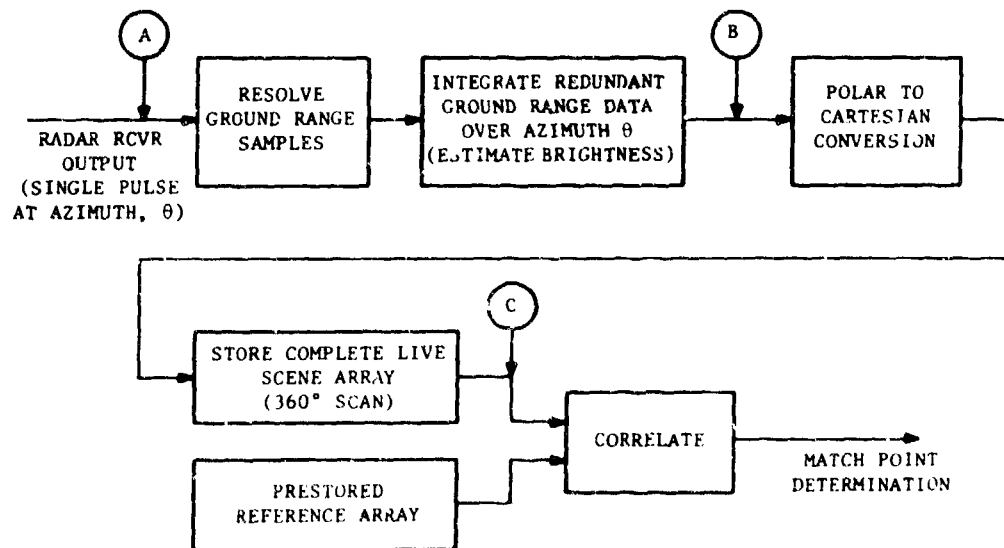 A
B
RESOLVE
GROUND RANGE
SAMPLES
INTEGRATE REDUNDANT
GROUND RANGE DATA
OVER AZIMUTH θ
(ESTIMATE BRIGHTNESS)
POLAR TO
CARTESIAN
CONVERSION
RADAR RCVR
OUTPUT
(SINGLE PULSE
AT AZIMUTH, θ)
C
STORE COMPLETE LIVE
SCENE ARRAY
(360° SCAN)
CORRELATE
MATCH POINT
DETERMINATION
PRESTORED
REFERENCE ARRAY